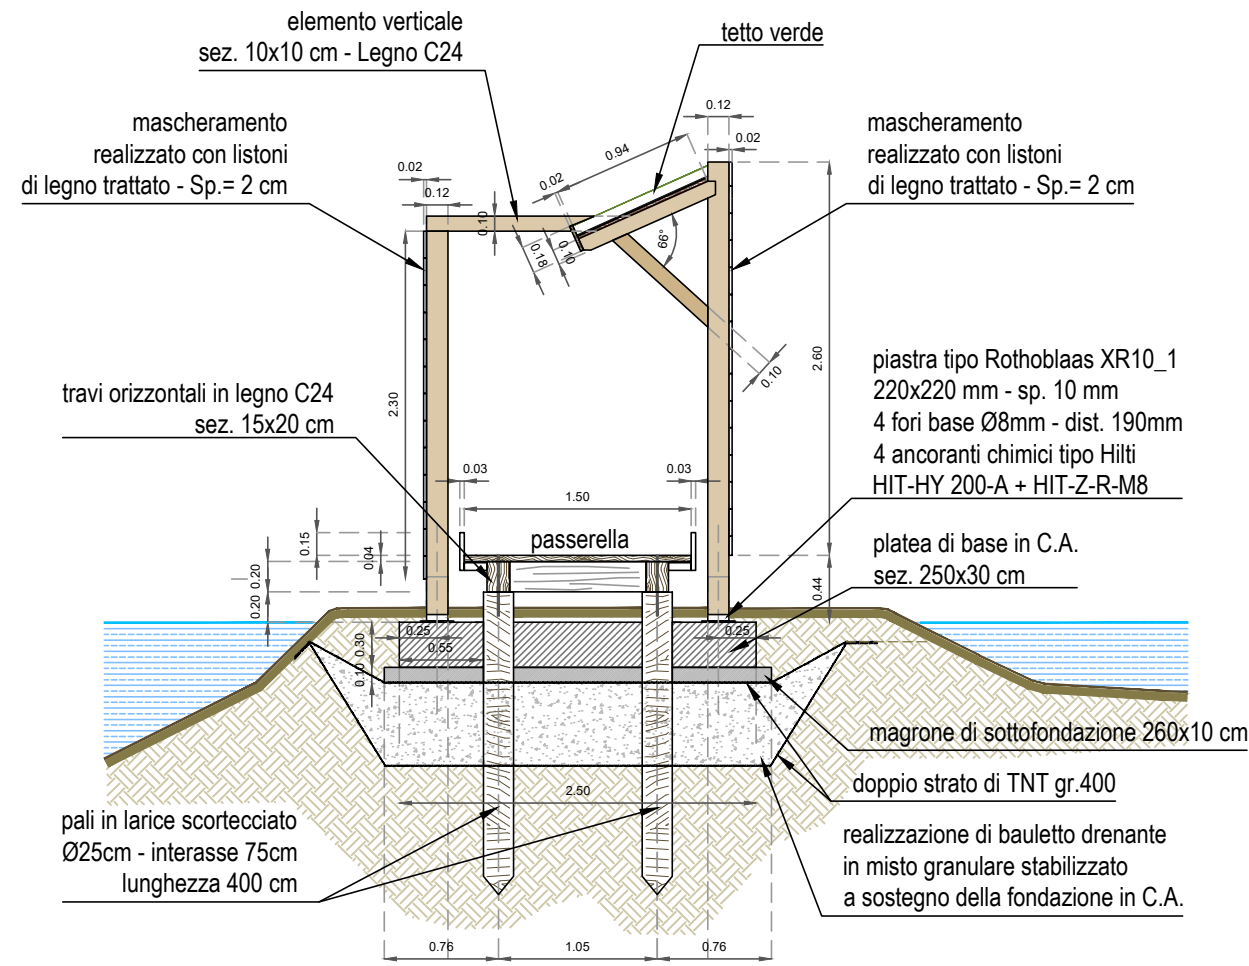 elemento verticale
sez. 10x10 cm - Legno C24
tetto verde
mascheramento
realizzato con listoni
di legno trattato - Sp.= 2 cm
mascheramento
realizzato con listoni
di legno trattato - Sp.= 2 cm
0.12
0.02
0.94
0.02
0.02
0.12
0.10
0.18
0.10
66°
0.10
2.60
2.30
travi orizzontali in legno C24
sez. 15x20 cm
piastra tipo Rothoblaas XR10_1
220x220 mm - sp. 10 mm
4 fori base Ø8mm - dist. 190mm
4 ancoranti chimici tipo Hilti
HIT-HY 200-A + HIT-Z-R-M8
0.03
0.03
1.50
passerella
0.15
0.04
0.20
0.20
0.44
platea di base in C.A.
sez. 250x30 cm
0.25
0.25
0.30
0.55
0.10
magrone di sottofondazione 260x10 cm
doppio strato di TNT gr.400
2.50
pali in larice scortecciato
Ø25cm - interasse 75cm
lunghezza 400 cm
realizzazione di bauletto drenante
in misto granulare stabilizzato
a sostegno della fondazione in C.A.
0.76
1.05
0.76